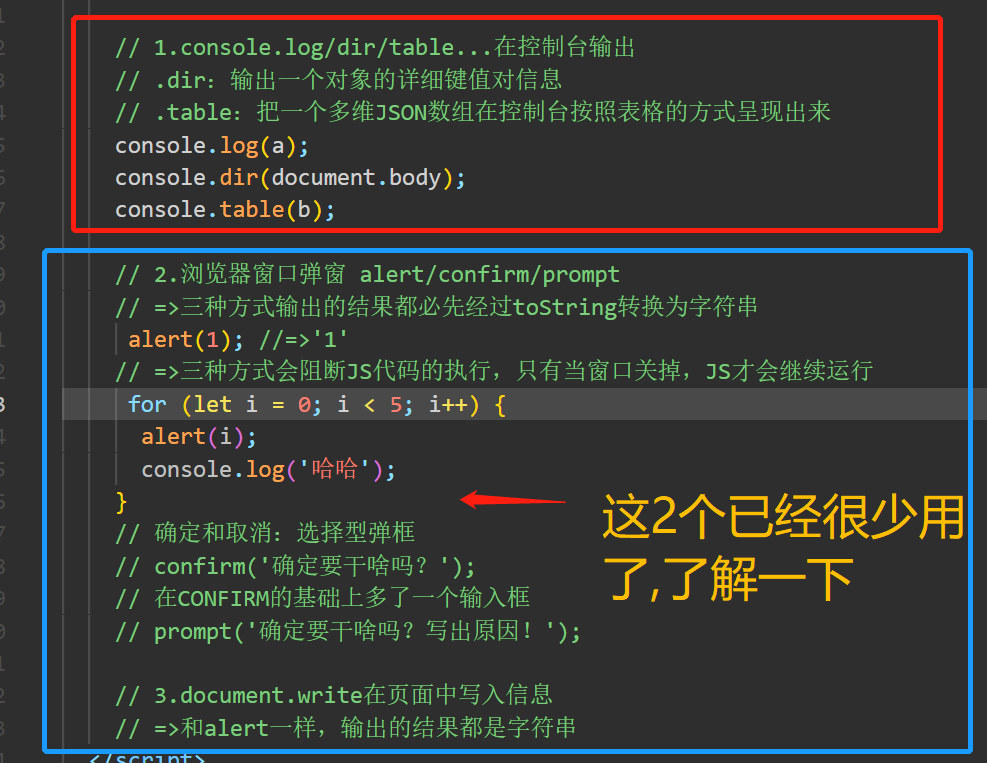 // 1.console.log/dir/table...在控制台输出
// .dir：输出一个对象的详细键值对信息
// .table：把一个多维JSON数组在控制台按照表格的方式呈现出来
console.log(a);
console.dir(document.body);
console.table(b);
// 2.浏览器窗口弹窗 alert/confirm/prompt
// =>三种方式输出的结果都必先经过toString转换为字符串
alert(1); //=>'1'
// =>三种方式会阻断JS代码的执行，只有当窗口关掉，JS才会继续运行
for (let i = 0; i < 5; i++) {
alert(i);
console.log('哈哈');
}
这2个已经很少用
了,了解一下
// 确定和取消：选择型弹框
// confirm('确定要干啥吗？');
// 在CONFIRM的基础上多了一个输入框
// prompt('确定要干啥吗？写出原因！');
// 3.document.write在页面中写入信息
// =>和alert一样，输出的结果都是字符串
</script>